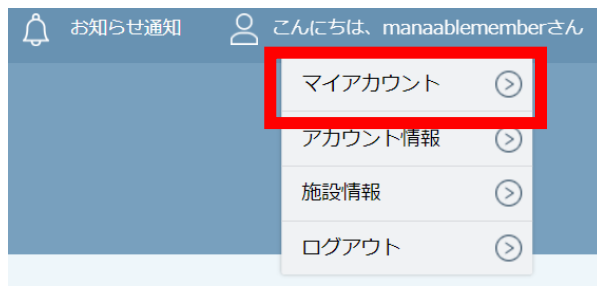 お知らせ通知 こんにちは、manaablememberさん
マイアカウント
アカウント情報
施設情報
ログアウト